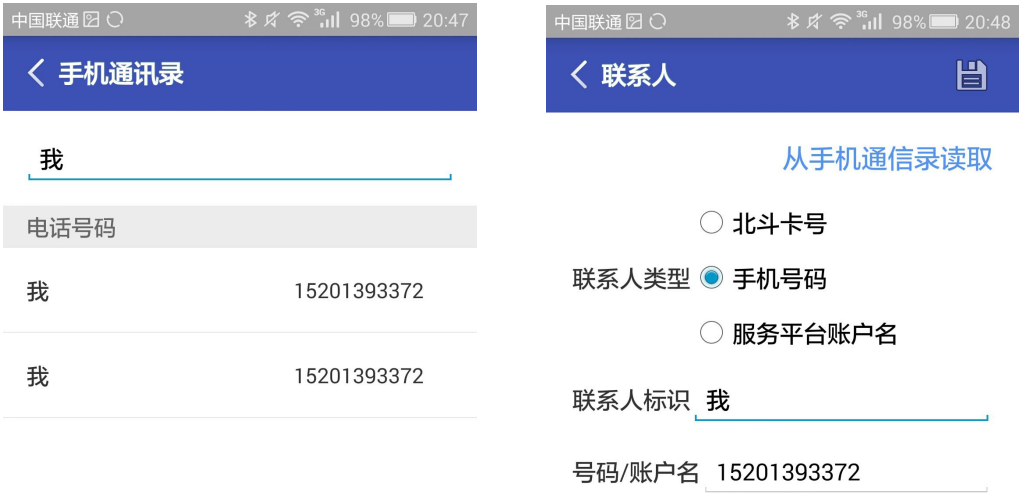 中国联通 3G 98% 20:47
手机通讯录
我
电话号码
我 15201393372
我 15201393372
中国联通 3G 98% 20:48
联系人
从手机通信录读取
北斗卡号
联系人类型 手机号码
服务平台账户名
联系人标识 我
号码/账户名 15201393372